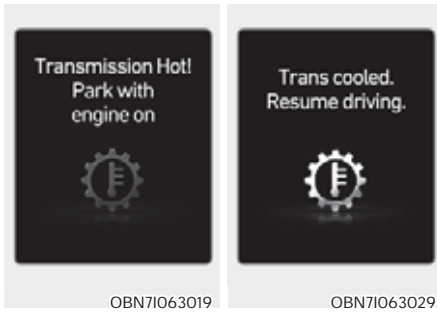 Transmission Hot!
Park with
engine on
OBN7I063019
Trans cooled.
Resume driving.
OBN7I063029